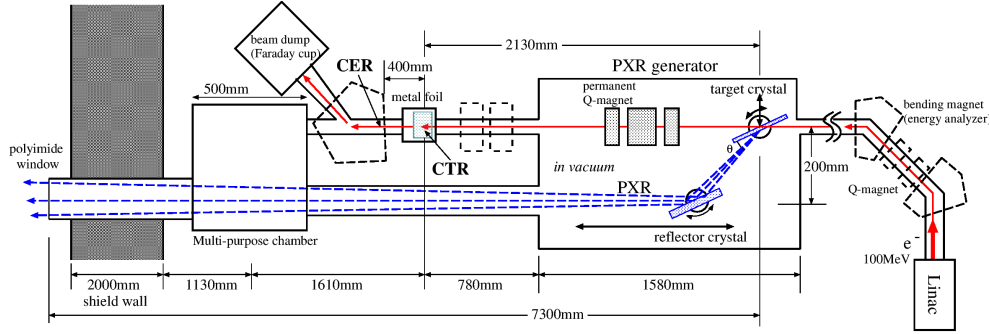 beam dump
(Faraday cup)
CER
400mm
2130mm
PXR generator
500mm
metal foil
permanent
Q-magnet
target crystal
bending magnet
(energy analyzer)
polyimide
window
CTR
in vacuum
θ
200mm
PXR
Q-magnet
Multi-purpose chamber
reflector crystal
e-
100MeV
Linac
2000mm
1130mm
1610mm
780mm
1580mm
shield wall
7300mm